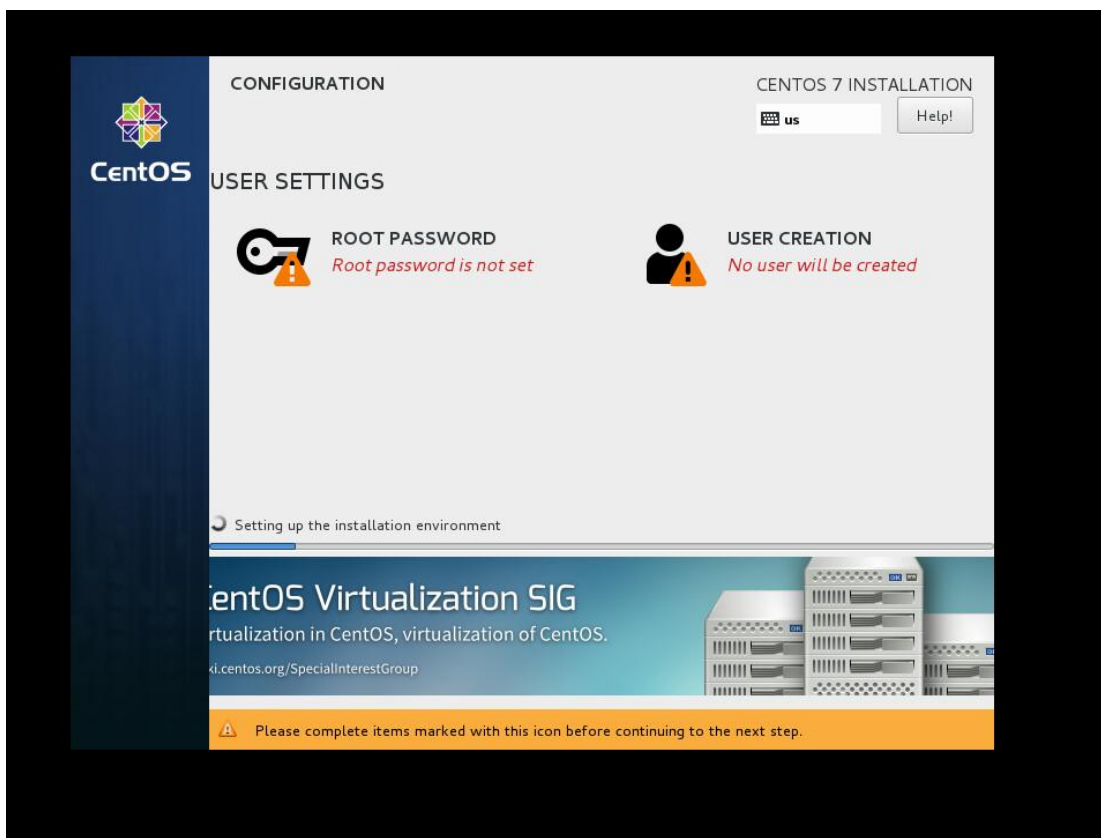 CONFIGURATION
CENTOS 7 INSTALLATION
us
Help!
CentOS
USER SETTINGS
ROOT PASSWORD
Root password is not set
USER CREATION
No user will be created
Setting up the installation environment
entOS Virtualization SIG
rtualization in CentOS, virtualization of CentOS.
ki.centos.org/SpecialInterestGroup
Please complete items marked with this icon before continuing to the next step.